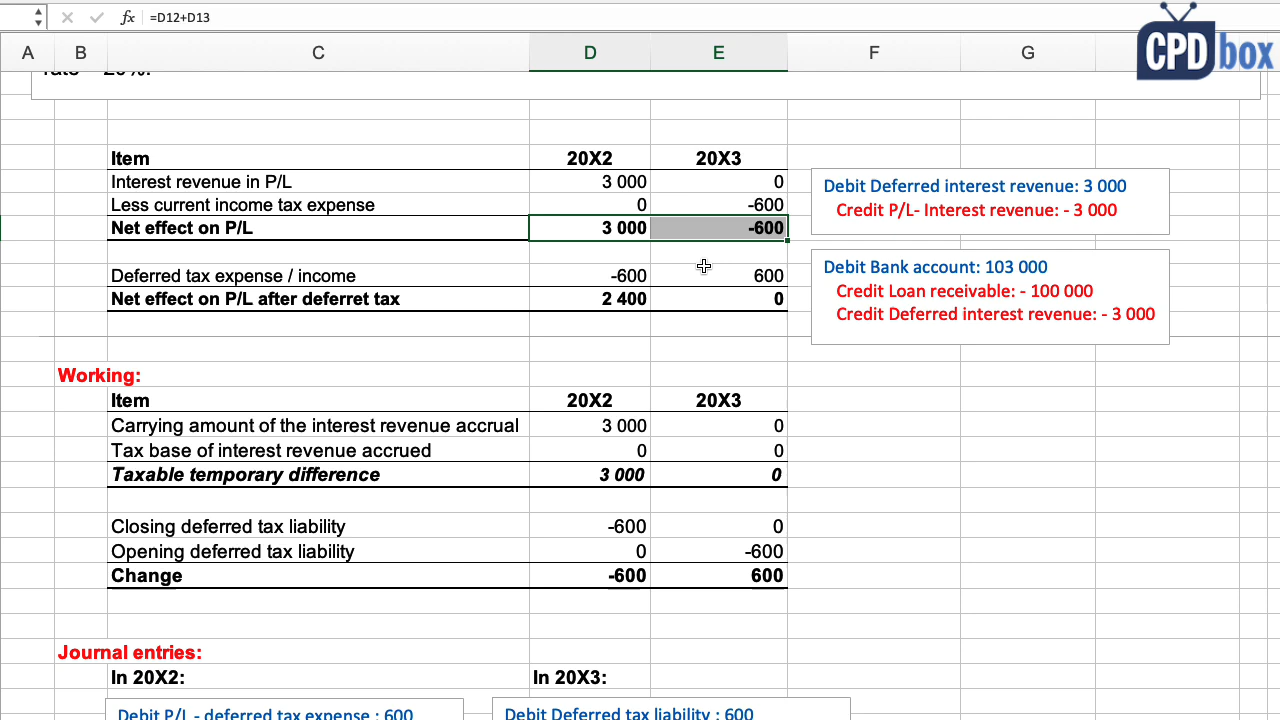 fx =D12+D13
CPD box
A B C D E F G
Item 20X2 20X3
Interest revenue in P/L 3 000 0
Less current income tax expense 0 -600
Net effect on P/L 3 000 -600
Deferred tax expense / income -600 600
Net effect on P/L after deferret tax 2 400 0
Debit Deferred interest revenue: 3 000
Credit P/L- Interest revenue: - 3 000
Debit Bank account: 103 000
Credit Loan receivable: - 100 000
Credit Deferred interest revenue: - 3 000
Working:
Item 20X2 20X3
Carrying amount of the interest revenue accrual 3 000 0
Tax base of interest revenue accrued 0 0
Taxable temporary difference 3 000 0
Closing deferred tax liability -600 0
Opening deferred tax liability 0 -600
Change -600 600
Journal entries:
In 20X2: In 20X3:
Debit P/L - deferred tax expense : 600
Debit Deferred tax liability : 600